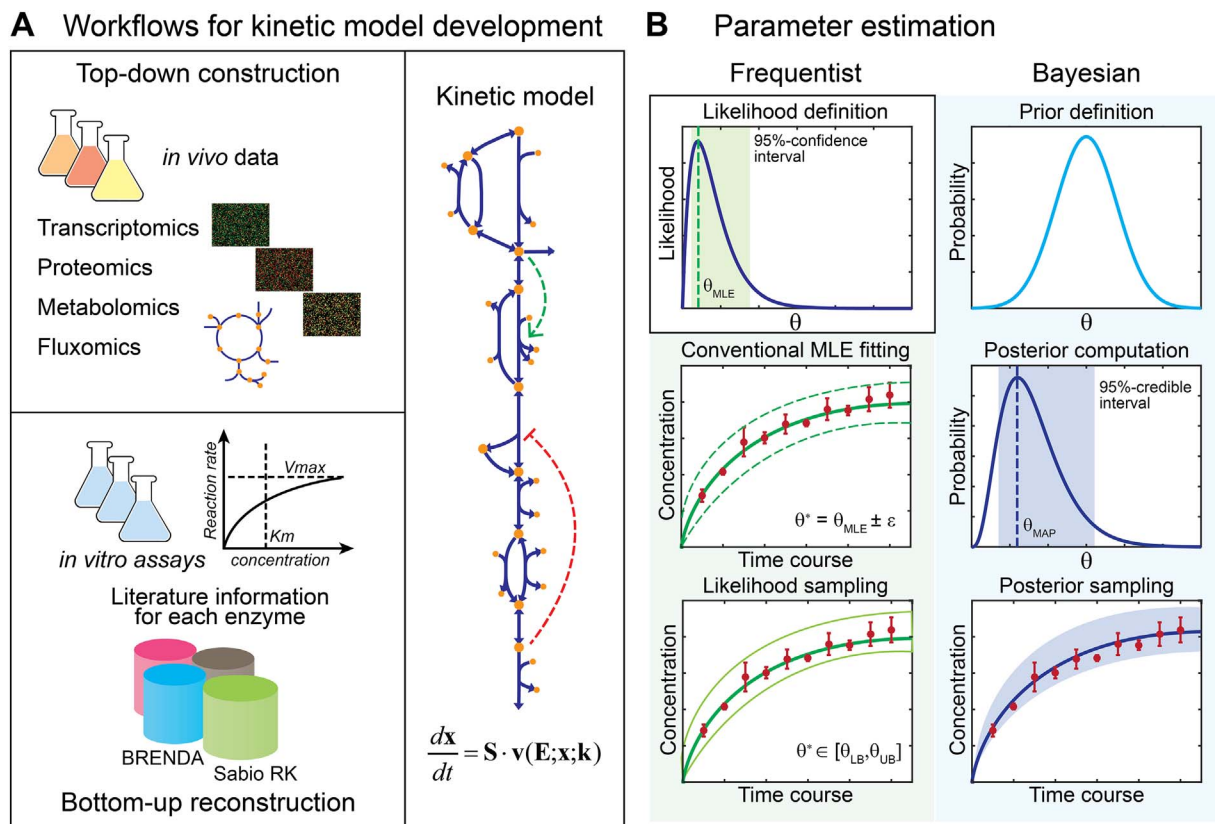 A Workflows for kinetic model development
Top-down construction
in vivo data
Transcriptomics
Proteomics
Metabolomics
Fluxomics
in vitro assays
Reaction rate
Vmax
Km
concentration
Literature information
for each enzyme
BRENDA
Sabio RK
Bottom-up reconstruction
Kinetic model
dx/dt = S · v(E;x;k)
B Parameter estimation
Frequentist
Likelihood definition
95%-confidence
interval
Likelihood
θMLE
θ
Conventional MLE fitting
Concentration
θ* = θMLE ± ε
Time course
Likelihood sampling
Concentration
θ* ∈ [θLB,θUB]
Time course
Bayesian
Prior definition
Probability
θ
Posterior computation
95%-credible
interval
Probability
θMAP
θ
Posterior sampling
Concentration
Time course